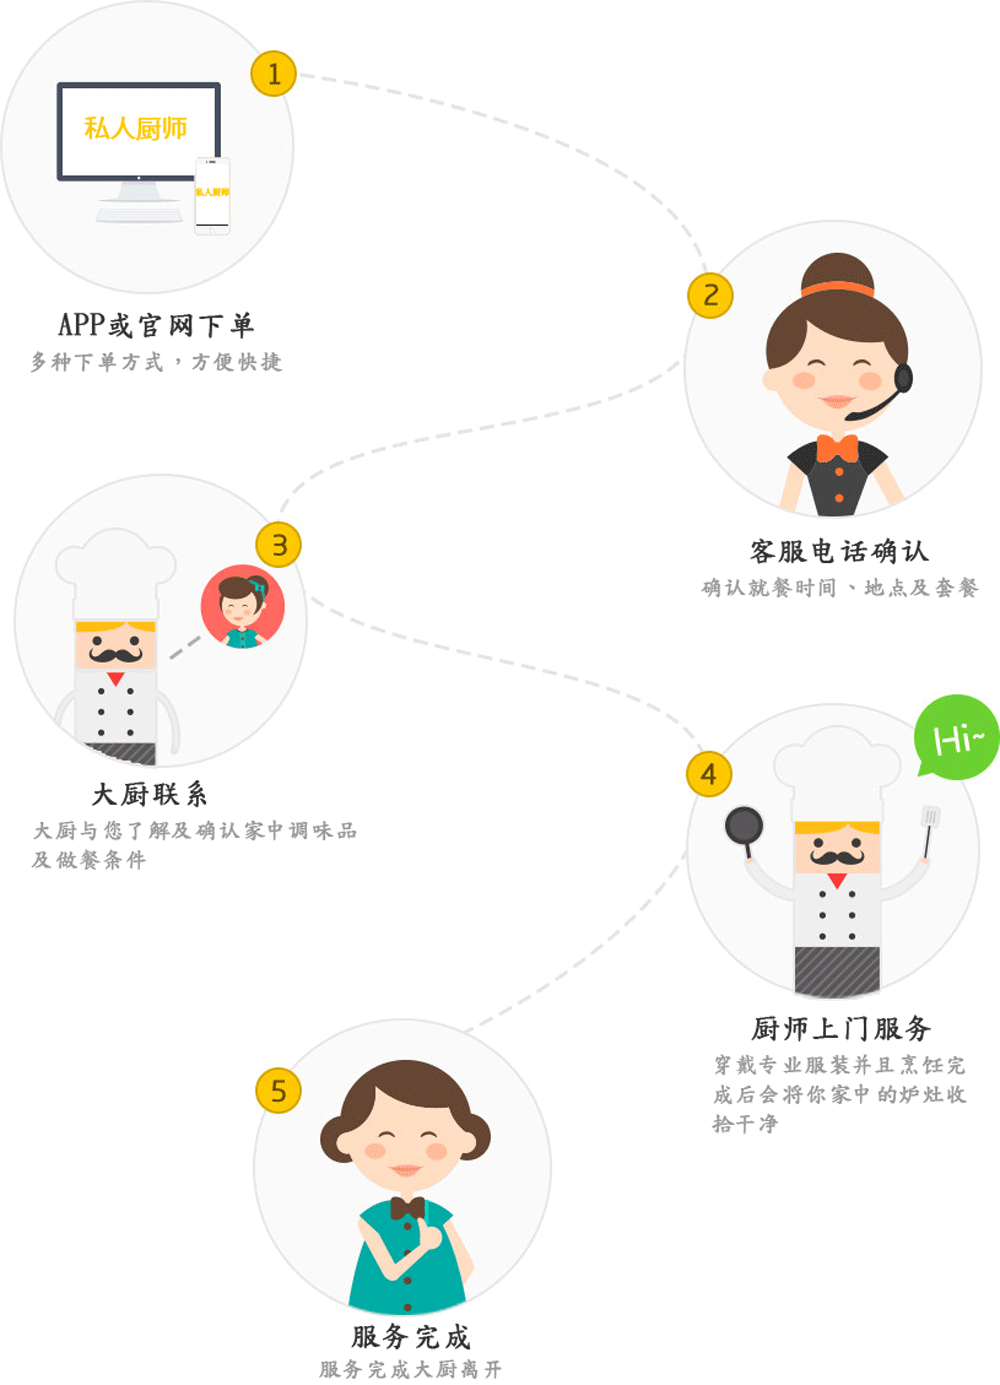 1
私人厨师
私人厨师
APP或官网下单
多种下单方式，方便快捷
2
客服电话确认
确认就餐时间、地点及套餐
3
大厨联系
大厨与您了解及确认家中调味品
及做餐条件
4
Hi~
厨师上门服务
穿戴专业服装并且烹饪完
成后会将你家中的炉灶收
拾干净
5
服务完成
服务完成大厨离开